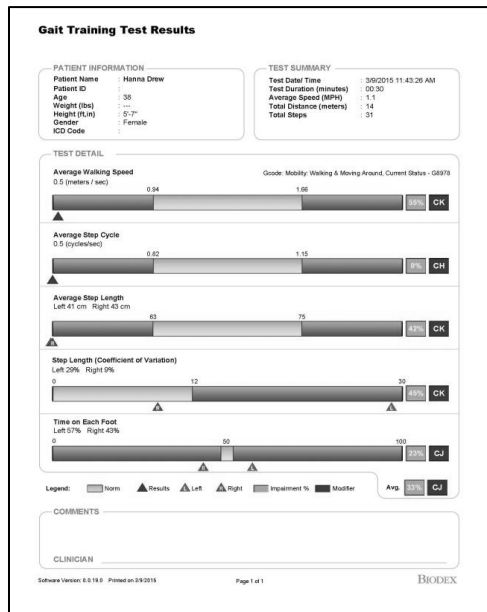 Gait Training Test Results
PATIENT INFORMATION
Patient Name : Hanna Drew
Patient ID :
Age : 38
Weight (lbs) : ---
Height (ft,in) : 5'-7"
Gender : Female
ICD Code :
TEST SUMMARY
Test Date/ Time : 3/9/2015 11:43:26 AM
Test Duration (minutes) : 00:30
Average Speed (MPH) : 1.1
Total Distance (meters) : 14
Total Steps : 31
TEST DETAIL
Average Walking Speed
0.5 (meters / sec)
Gcode: Mobility: Walking & Moving Around, Current Status - G8978
0.94 1.66
55% CK
Average Step Cycle
0.5 (cycles/sec)
0.82 1.15
9% CH
Average Step Length
Left 41 cm Right 43 cm
63 75
42% CK
R
Step Length (Coefficient of Variation)
Left 29% Right 9%
0 12 30
45% CK
R L
Time on Each Foot
Left 57% Right 43%
0 50 100
23% CJ
R L
Legend: Norm Results L Left R Right Impairment % Modifier
Avg. 33% CJ
COMMENTS
CLINICIAN
Software Version: 6.0.19.0 Printed on 3/9/2015
Page 1 of 1
BIODEX